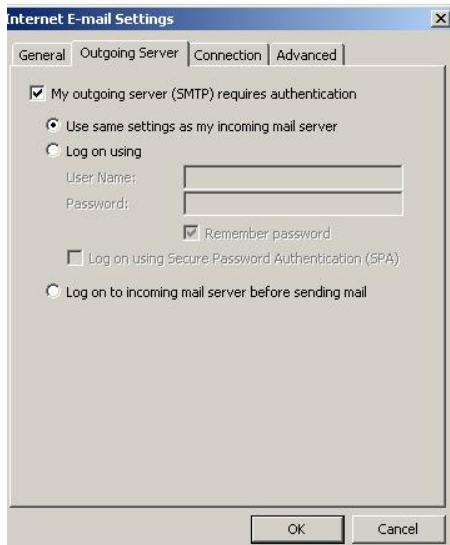 Internet E-mail Settings
General Outgoing Server Connection Advanced
My outgoing server (SMTP) requires authentication
Use same settings as my incoming mail server
Log on using
User Name:
Password:
Remember password
Log on using Secure Password Authentication (SPA)
Log on to incoming mail server before sending mail
OK Cancel